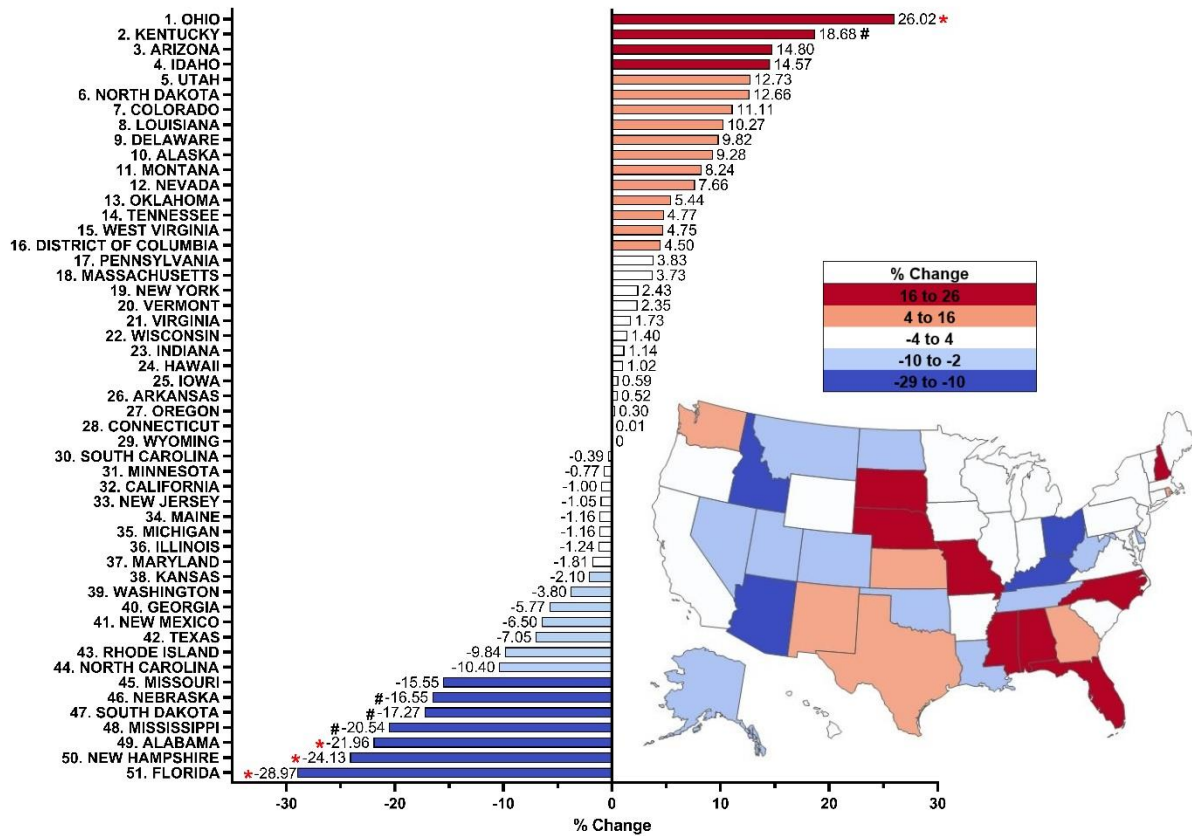 1. OHIO 26.02 *
2. KENTUCKY 18.68 #
3. ARIZONA 14.80
4. IDAHO 14.57
5. UTAH 12.73
6. NORTH DAKOTA 12.66
7. COLORADO 11.11
8. LOUISIANA 10.27
9. DELAWARE 9.82
10. ALASKA 9.28
11. MONTANA 8.24
12. NEVADA 7.66
13. OKLAHOMA 5.44
14. TENNESSEE 4.77
15. WEST VIRGINIA 4.75
16. DISTRICT OF COLUMBIA 4.50
17. PENNSYLVANIA 3.83
18. MASSACHUSETTS 3.73
19. NEW YORK 2.43
20. VERMONT 2.35
21. VIRGINIA 1.73
22. WISCONSIN 1.40
23. INDIANA 1.14
24. HAWAII 1.02
25. IOWA 0.59
26. ARKANSAS 0.52
27. OREGON 0.30
28. CONNECTICUT 0.01
29. WYOMING 0
30. SOUTH CAROLINA -0.39
31. MINNESOTA -0.77
32. CALIFORNIA -1.00
33. NEW JERSEY -1.05
34. MAINE -1.16
35. MICHIGAN -1.16
36. ILLINOIS -1.24
37. MARYLAND -1.81
38. KANSAS -2.10
39. WASHINGTON -3.80
40. GEORGIA -5.77
41. NEW MEXICO -6.50
42. TEXAS -7.05
43. RHODE ISLAND -9.84
44. NORTH CAROLINA -10.40
45. MISSOURI -15.55
46. NEBRASKA # -16.55
47. SOUTH DAKOTA # -17.27
48. MISSISSIPPI # -20.54
49. ALABAMA * -21.96
50. NEW HAMPSHIRE * -24.13
51. FLORIDA * -28.97
-30 -20 -10 0 10 20 30
% Change
% Change
16 to 26
4 to 16
-4 to 4
-10 to -2
-29 to -10